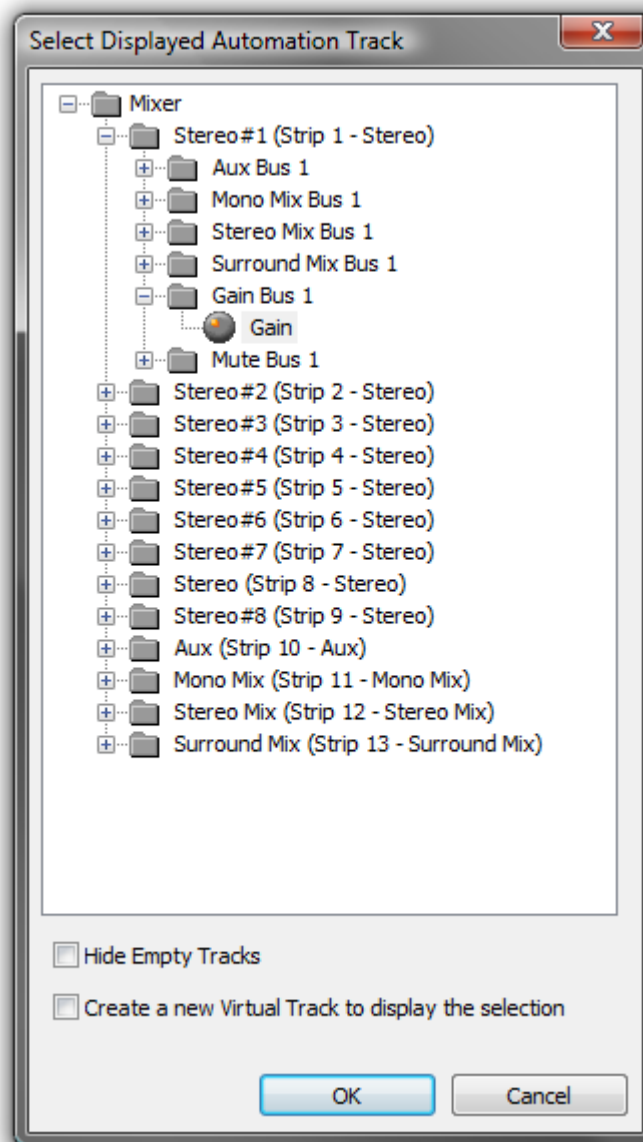 Select Displayed Automation Track
Mixer
Stereo#1 (Strip 1 - Stereo)
Aux Bus 1
Mono Mix Bus 1
Stereo Mix Bus 1
Surround Mix Bus 1
Gain Bus 1
Gain
Mute Bus 1
Stereo#2 (Strip 2 - Stereo)
Stereo#3 (Strip 3 - Stereo)
Stereo#4 (Strip 4 - Stereo)
Stereo#5 (Strip 5 - Stereo)
Stereo#6 (Strip 6 - Stereo)
Stereo#7 (Strip 7 - Stereo)
Stereo (Strip 8 - Stereo)
Stereo#8 (Strip 9 - Stereo)
Aux (Strip 10 - Aux)
Mono Mix (Strip 11 - Mono Mix)
Stereo Mix (Strip 12 - Stereo Mix)
Surround Mix (Strip 13 - Surround Mix)
Hide Empty Tracks
Create a new Virtual Track to display the selection
OK Cancel